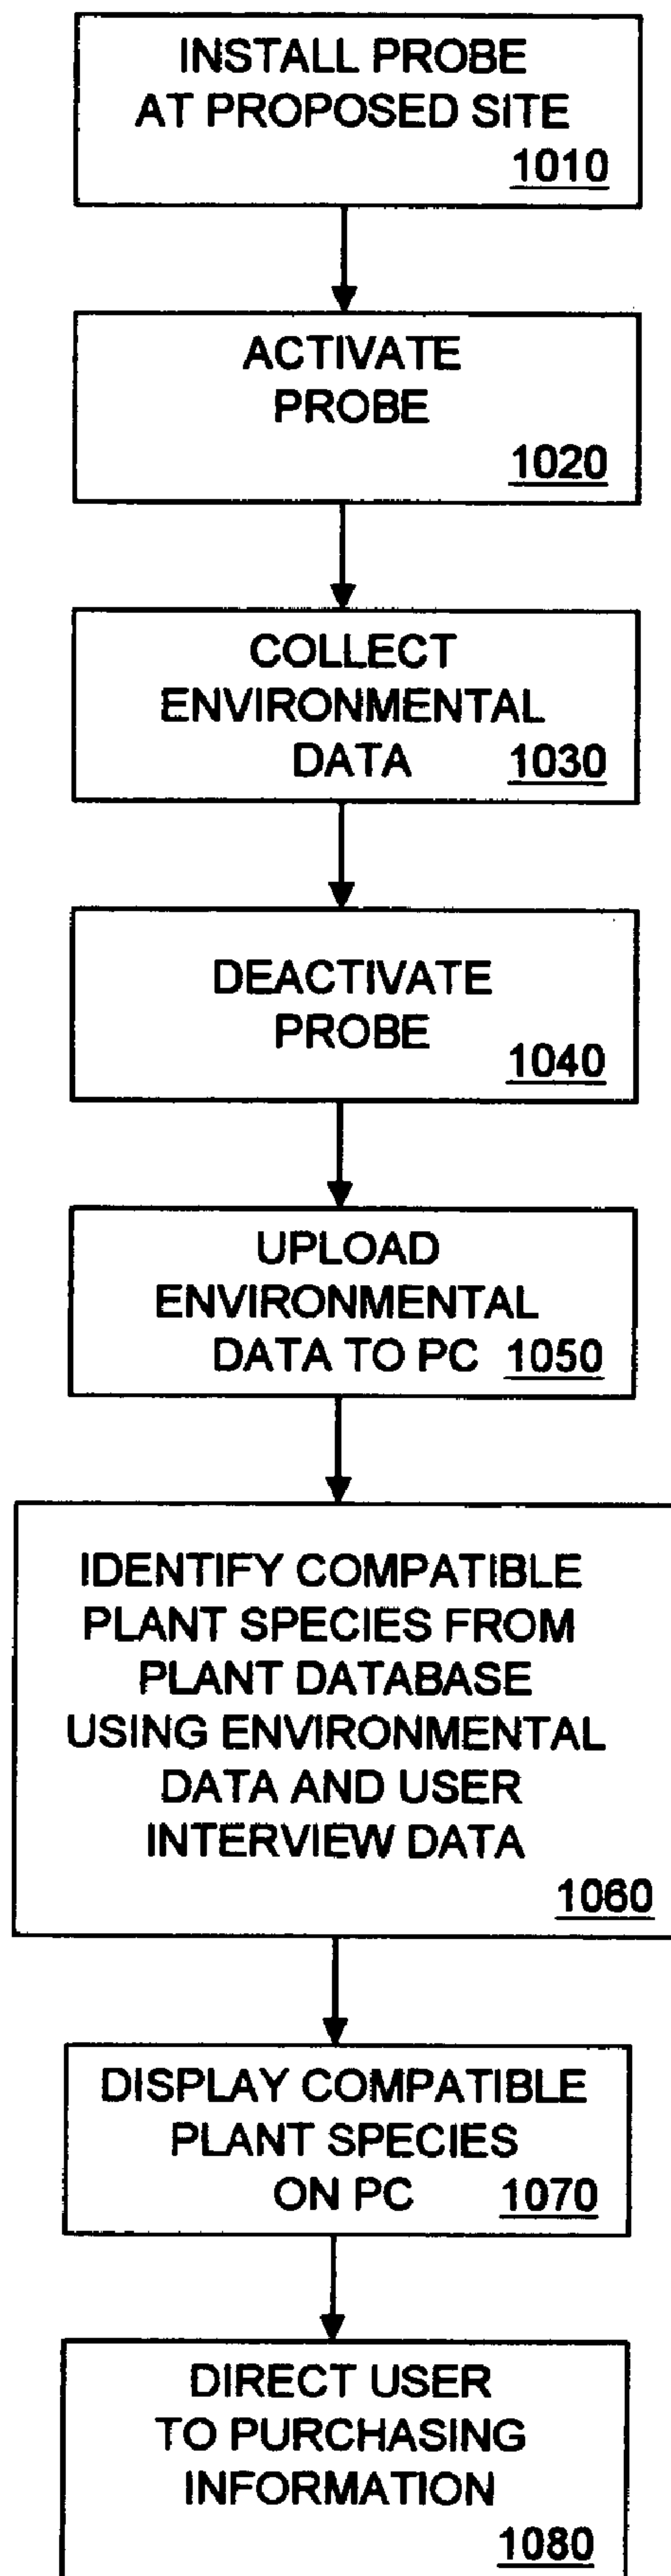 INSTALL PROBE
AT PROPOSED SITE
1010
ACTIVATE
PROBE
1020
COLLECT
ENVIRONMENTAL
DATA 1030
DEACTIVATE
PROBE
1040
UPLOAD
ENVIRONMENTAL
DATA TO PC 1050
IDENTIFY COMPATIBLE
PLANT SPECIES FROM
PLANT DATABASE
USING ENVIRONMENTAL
DATA AND USER
INTERVIEW DATA
1060
DISPLAY COMPATIBLE
PLANT SPECIES
ON PC 1070
DIRECT USER
TO PURCHASING
INFORMATION
1080